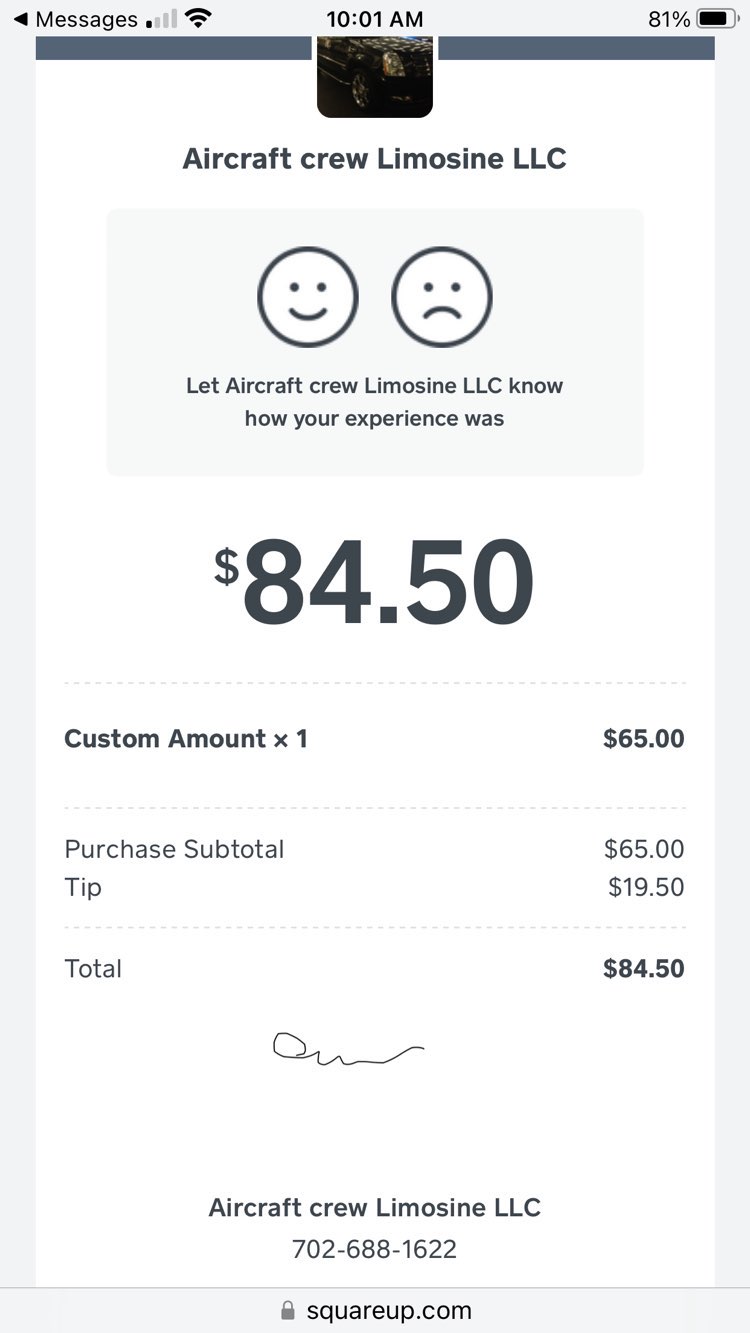 Messages 10:01 AM 81%
Aircraft crew Limosine LLC
Let Aircraft crew Limosine LLC know
how your experience was
$84.50
Custom Amount × 1 $65.00
Purchase Subtotal $65.00
Tip $19.50
Total $84.50
Aircraft crew Limosine LLC
702-688-1622
squareup.com